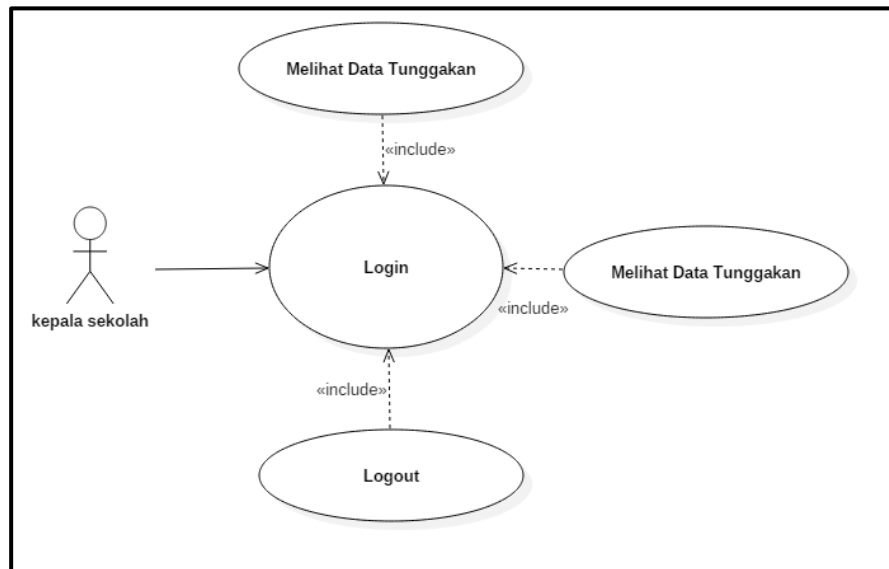 Melihat Data Tunggakan
«include»
Login
Melihat Data Tunggakan
«include»
kepala sekolah
«include»
Logout